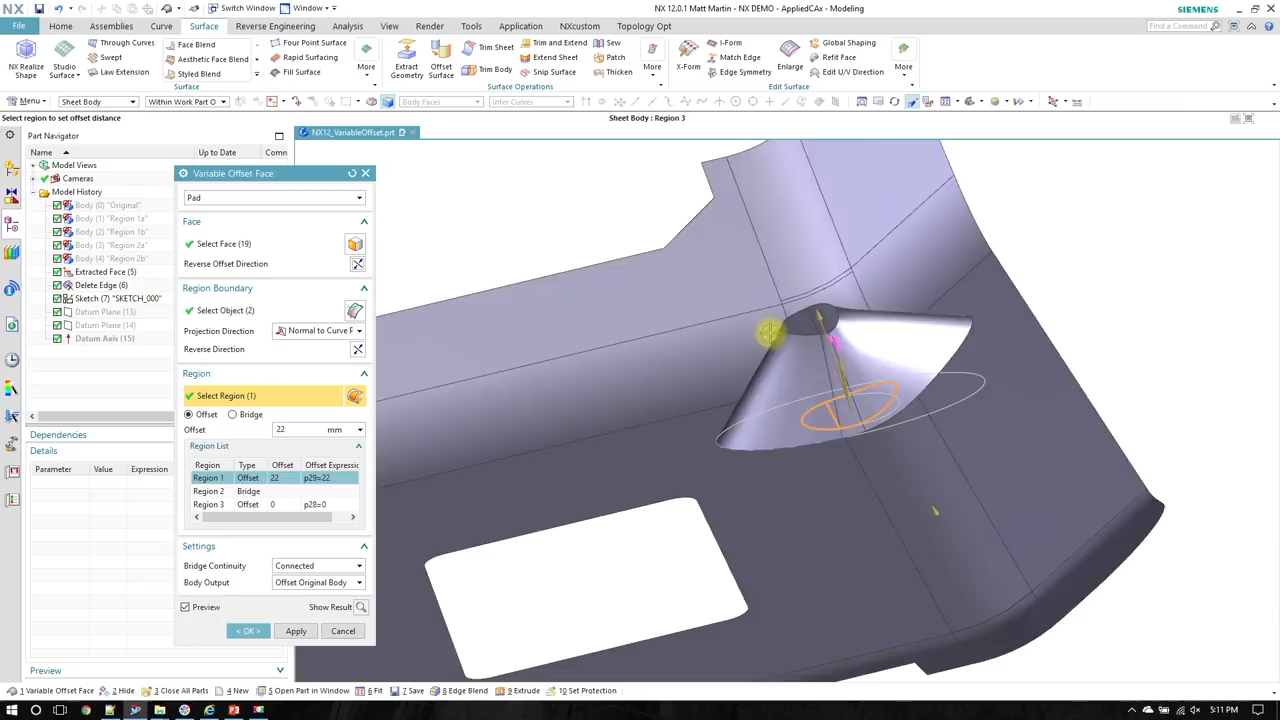 NX
Switch Window
Window
NX 12.0.1 Matt Martin - NX DEMO - AppliedCAx - Modeling
SIEMENS
File
Home
Assemblies
Curve
Surface
Reverse Engineering
Analysis
View
Render
Tools
Application
NXcustom
Topology Opt
Find a Command
NX Realize Shape
Studio Surface
Through Curves
Swept
Law Extension
Face Blend
Aesthetic Face Blend
Styled Blend
Four Point Surface
Rapid Surfacing
Fill Surface
More
Extract Geometry
Offset Surface
Trim Sheet
Trim Body
Trim and Extend
Extend Sheet
Snip Surface
Sew
Patch
Thicken
More
X-Form
I-Form
Match Edge
Edge Symmetry
Enlarge
Global Shaping
Refit Face
Edit U/V Direction
More
Surface
Surface Operations
Edit Surface
Menu
Sheet Body
Within Work Part O
Body Faces
Infer Curves
Select region to set offset distance
Sheet Body : Region 3
Part Navigator
NX12_VariableOffset.prt
Name
Up to Date
Comn
Model Views
Cameras
Model History
Body (0) "Original"
Body (1) "Region 1a"
Body (2) "Region 1b"
Body (3) "Region 2a"
Body (4) "Region 2b"
Extracted Face (5)
Delete Edge (6)
Sketch (7) "SKETCH_000"
Datum Plane (13)
Datum Plane (14)
Datum Axis (15)
Dependencies
Details
Parameter
Value
Expression
Preview
Variable Offset Face
Pad
Face
Select Face (19)
Reverse Offset Direction
Region Boundary
Select Object (2)
Projection Direction
Normal to Curve P
Reverse Direction
Region
Select Region (1)
Offset
Bridge
Offset
22
mm
Region List
Region Type Offset Offset Expressio
Region 1 Offset 22 p29=22
Region 2 Bridge
Region 3 Offset 0 p28=0
Settings
Bridge Continuity
Connected
Body Output
Offset Original Body
Preview
Show Result
< OK >
Apply
Cancel
1 Variable Offset Face
2 Hide
3 Close All Parts
4 New
5 Open Part in Window
6 Fit
7 Save
8 Edge Blend
9 Extrude
10 Set Protection
5:11 PM